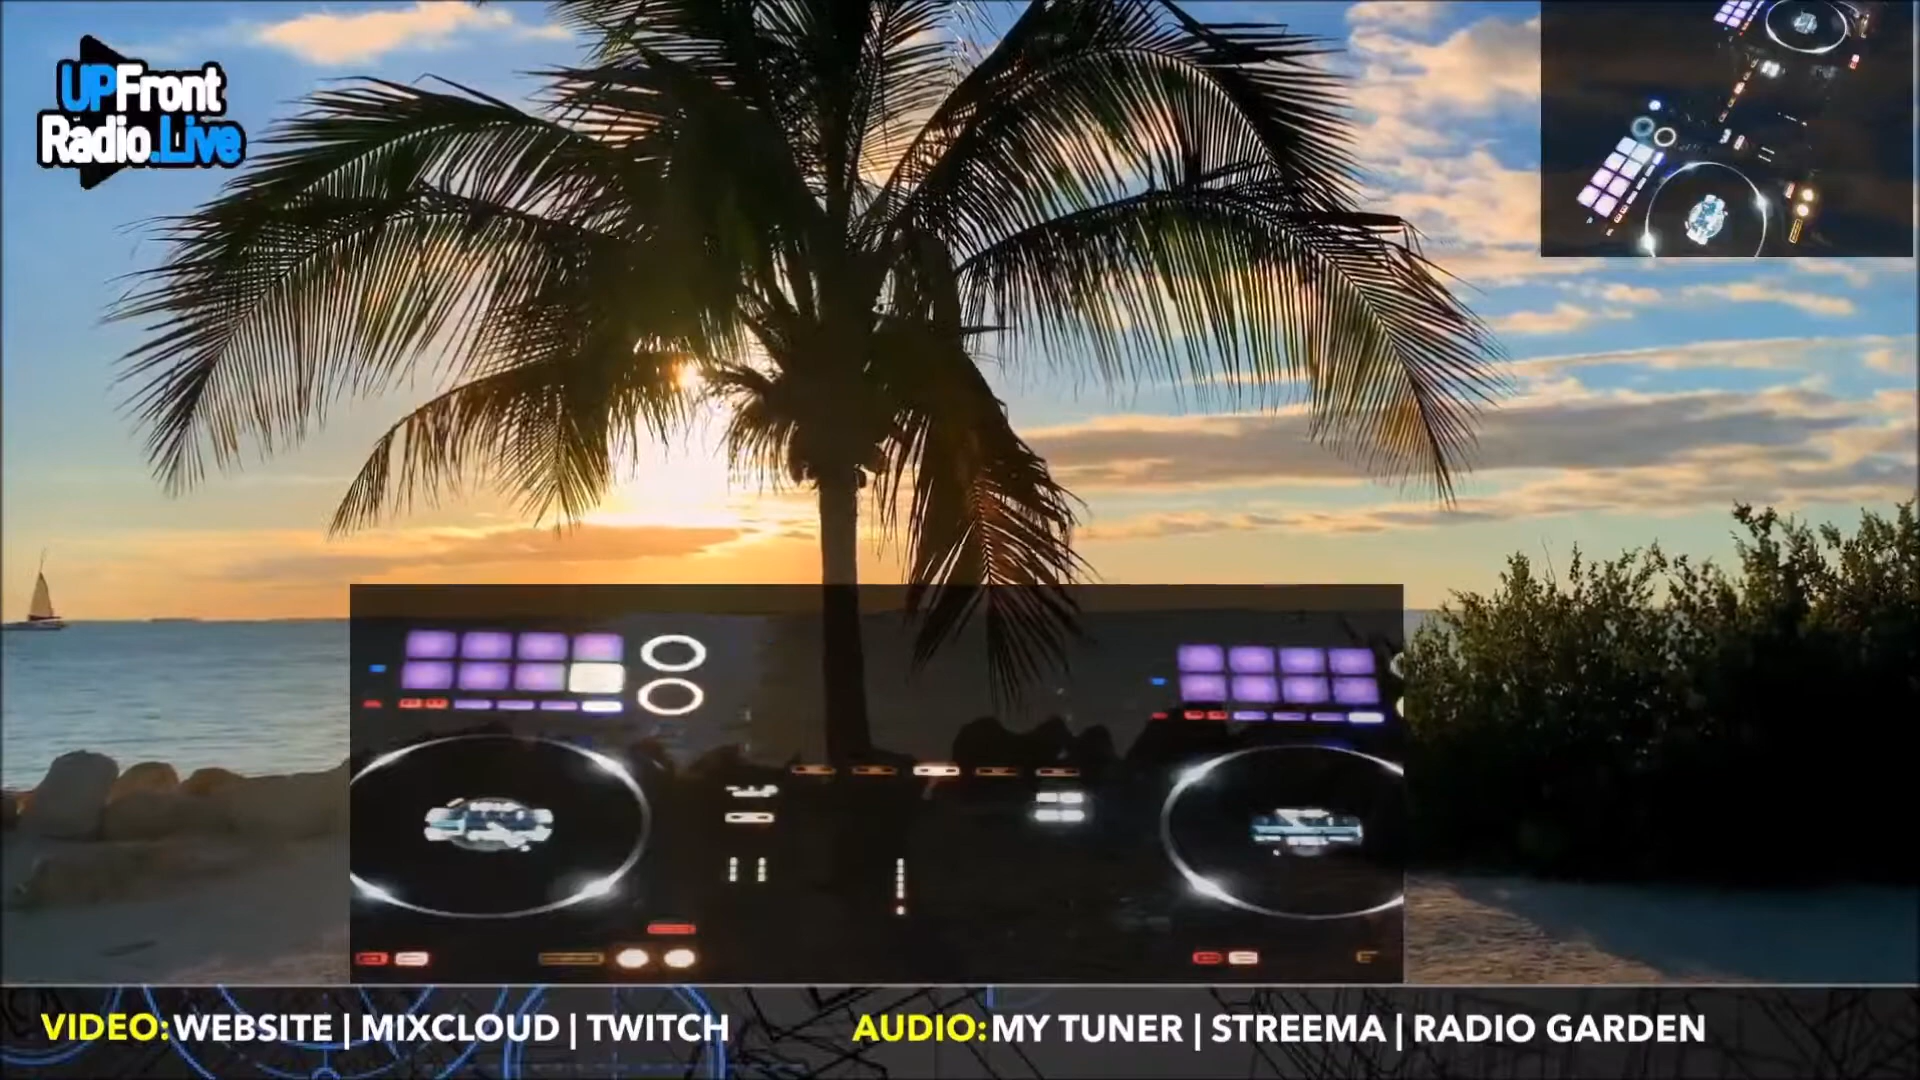 UPFront
Radio.Live
VIDEO: WEBSITE | MIXCLOUD | TWITCH
AUDIO: MY TUNER | STREEMA | RADIO GARDEN